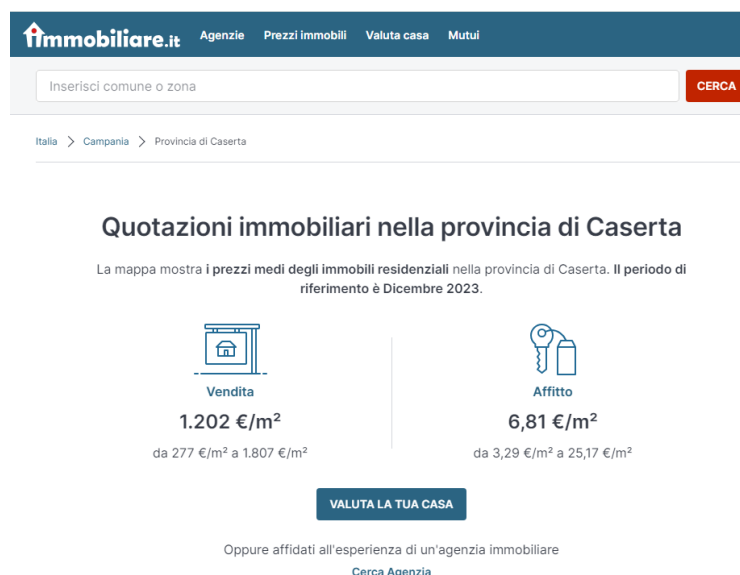 immobiliare.it Agenzie Prezzi immobili Valuta casa Mutui
Inserisci comune o zona CERCA
Italia > Campania > Provincia di Caserta
Quotazioni immobiliari nella provincia di Caserta
La mappa mostra i prezzi medi degli immobili residenziali nella provincia di Caserta. Il periodo di
riferimento è Dicembre 2023.
Vendita
1.202 €/m²
da 277 €/m² a 1.807 €/m²
Affitto
6,81 €/m²
da 3,29 €/m² a 25,17 €/m²
VALUTA LA TUA CASA
Oppure affidati all'esperienza di un'agenzia immobiliare
Cerca Agenzia